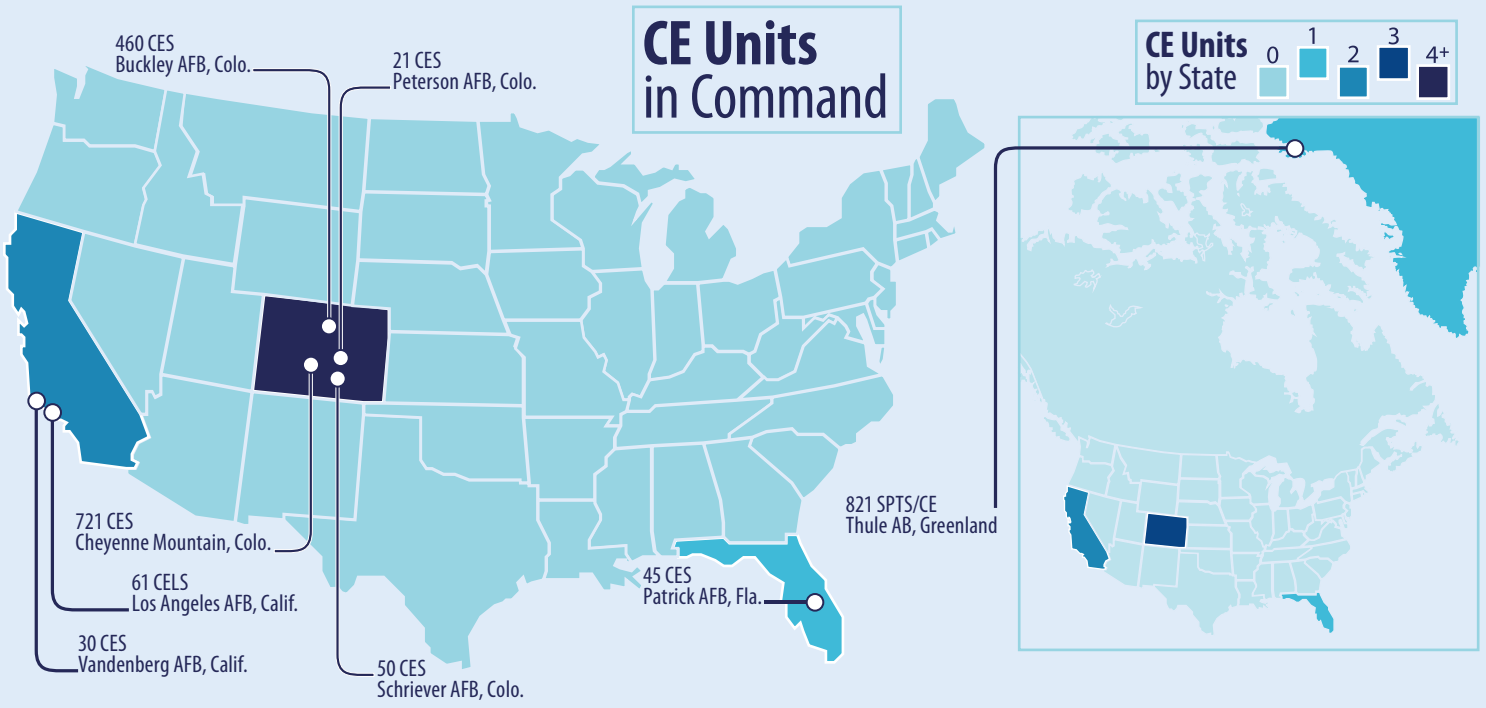 CE Units
in Command
CE Units
by State
0
1
2
3
4+
460 CES
Buckley AFB, Colo.
21 CES
Peterson AFB, Colo.
721 CES
Cheyenne Mountain, Colo.
61 CELS
Los Angeles AFB, Calif.
30 CES
Vandenberg AFB, Calif.
50 CES
Schriever AFB, Colo.
45 CES
Patrick AFB, Fla.
821 SPTS/CE
Thule AB, Greenland